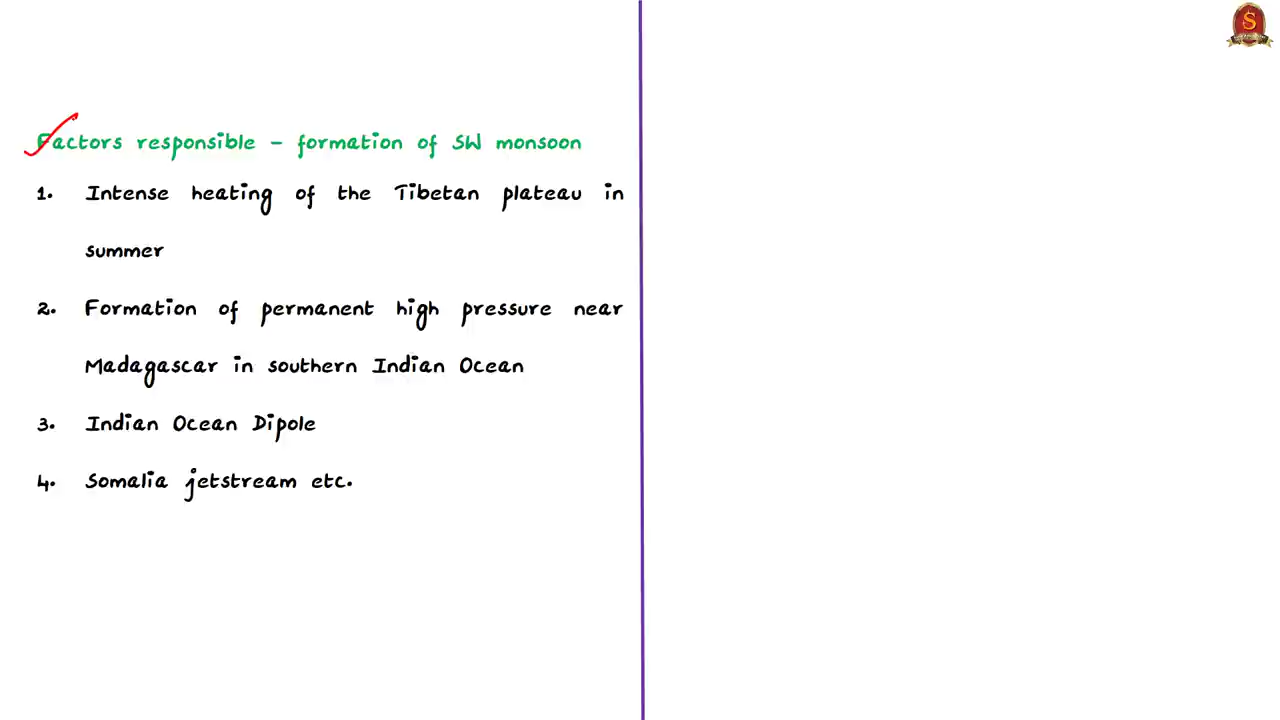 Factors responsible - formation of SW monsoon
1. Intense heating of the Tibetan plateau in
summer
2. Formation of permanent high pressure near
Madagascar in southern Indian Ocean
3. Indian Ocean Dipole
4. Somalia jetstream etc.
S